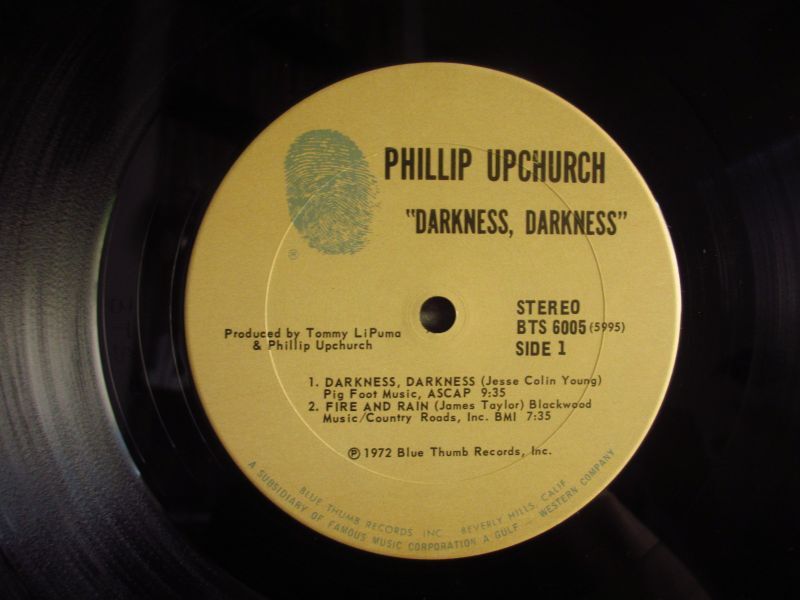 PHILLIP UPCHURCH
"DARKNESS, DARKNESS"
®
STEREO
BTS 6005 (5995)
SIDE 1
Produced by Tommy LiPuma
& Phillip Upchurch
1. DARKNESS, DARKNESS (Jesse Colin Young)
Pig Foot Music, ASCAP 9:35
2. FIRE AND RAIN (James Taylor) Blackwood
Music/Country Roads, Inc. BMI 7:35
℗ 1972 Blue Thumb Records, Inc.
BLUE THUMB RECORDS INC. BEVERLY HILLS, CALIF
A SUBSIDIARY OF FAMOUS MUSIC CORPORATION A GULF - WESTERN COMPANY